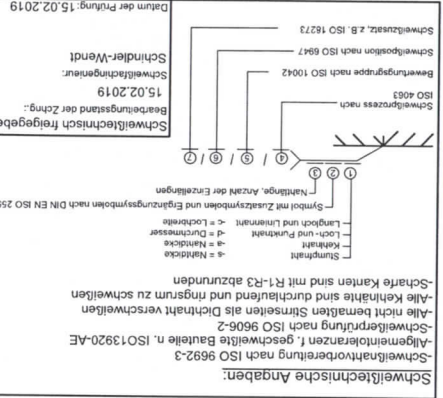 Schweißtechnische Angaben:
-Schweißnahtvorbereitung nach ISO 9692-3
-Allgemeintoleranzen f. geschweißte Bauteile n. ISO13920-AE
-Schweißerprüfung nach ISO 9606-2
-Alle nicht bemaßten Stirnseiten als Dichtnaht verschweißen
-Alle Kehlnähte sind durchlaufend und ringsrum zu schweißen
-Scharfe Kanten sind mit R1-R3 abzurunden
Stumpfnaht s = Nahtdicke
Kehlnaht -a = Nahtdicke
Loch- und Punktnaht -d = Durchmesser
Langloch und Liniennaht -c = Lochbreite
Symbol mit Zusatzsymbolen und Ergänzungssymbolen nach DIN EN ISO
Nahtlänge, Anzahl der Einzellängen
1 2 3
4 / 5 / 6 / 7
Schweißprozess nach
ISO 4063
Bewertungsgruppe nach ISO 10042
Schweißposition nach ISO 6947
Schweißzusatz, z.B. ISO 18273
Schweißtechnisch freigegebe
Bearbeitungsstand der Zchng.:
15.02.2019
Schweißfachingenieur:
Schindler-Wendt
Datum der Prüfung: 15.02.2019